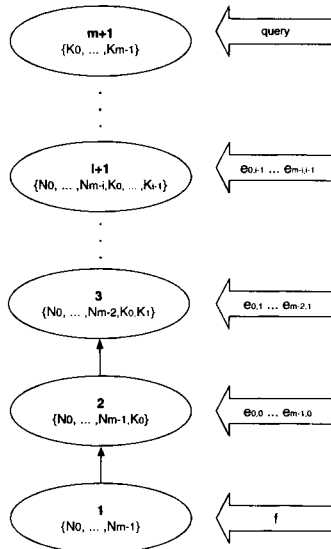 m+1
{K0, ... ,Km-1}
query
i+1
{N0, ... ,Nm-i,K0, ... ,Ki-1}
e0,i-1 ... em-i,i-1
3
{N0, ... ,Nm-2,K0,K1}
e0,1 ... em-2,1
2
{N0, ... ,Nm-1,K0}
e0,0 ... em-1,0
1
{N0, ... ,Nm-1}
f